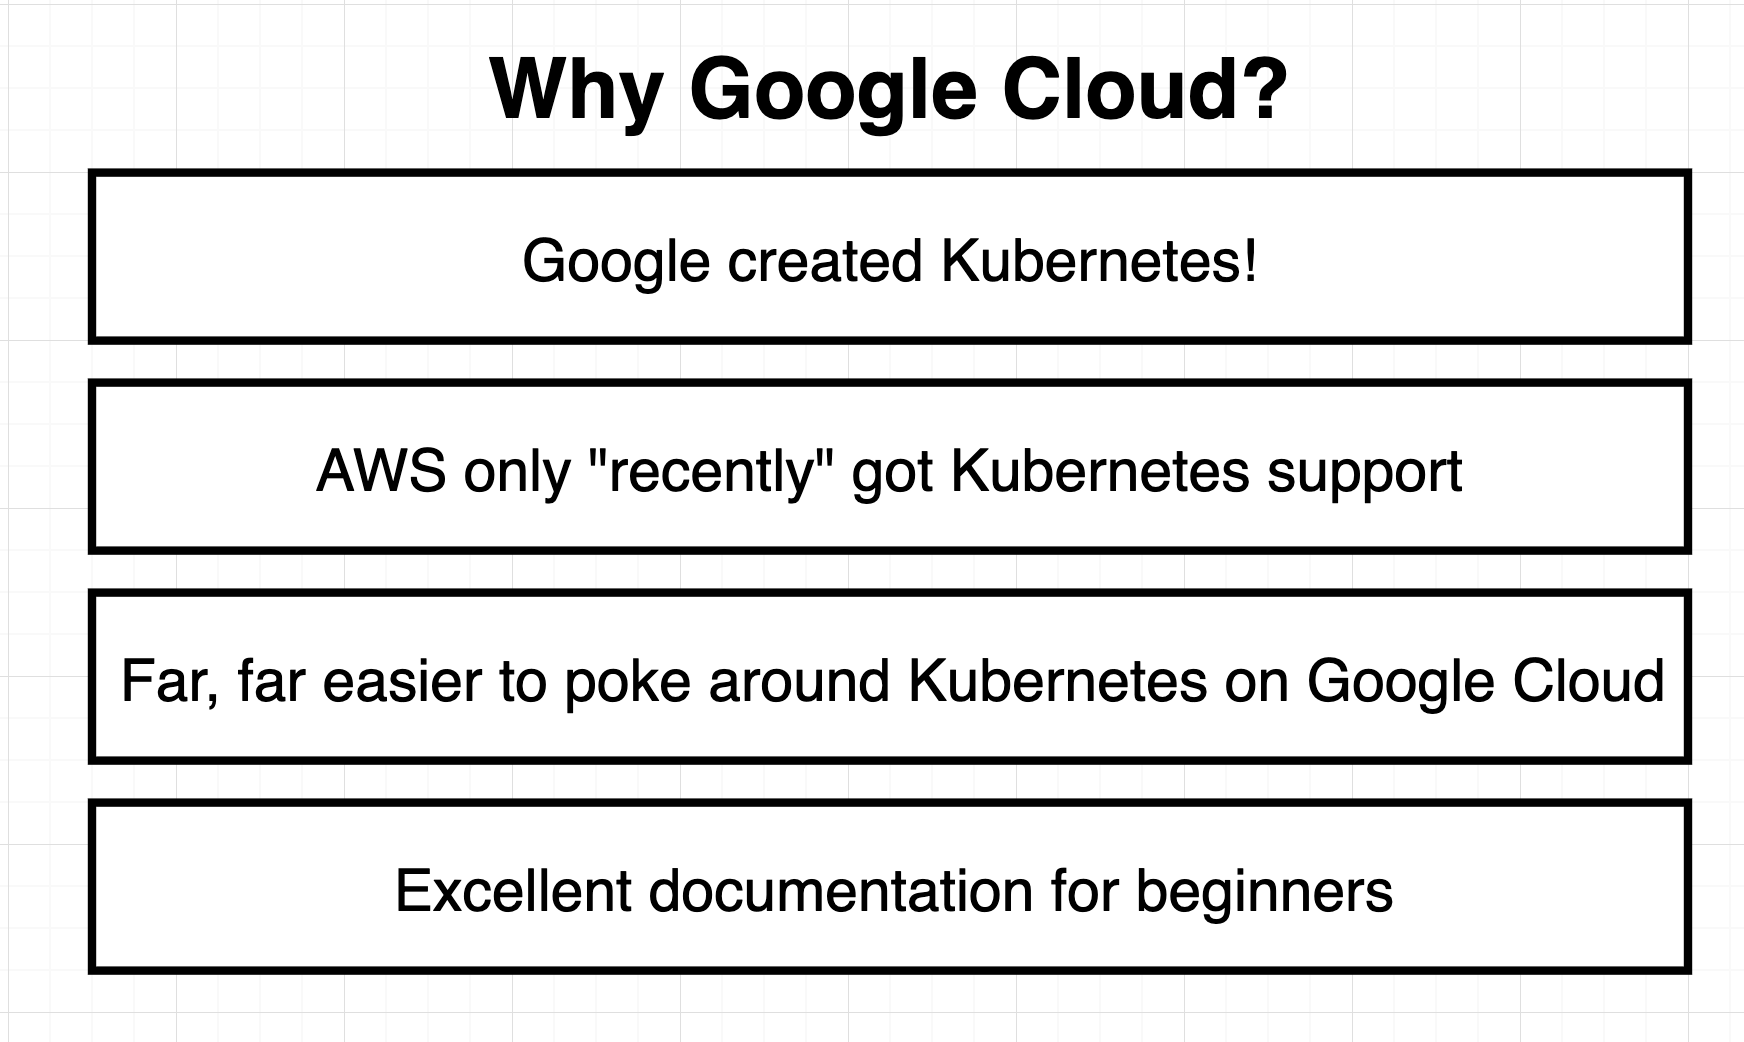 Why Google Cloud?
Google created Kubernetes!
AWS only "recently" got Kubernetes support
Far, far easier to poke around Kubernetes on Google Cloud
Excellent documentation for beginners